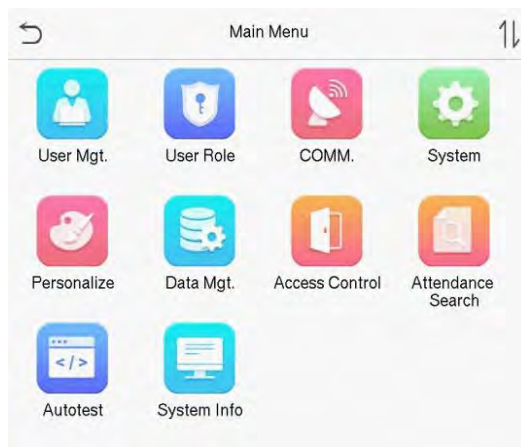 Main Menu
User Mgt.
User Role
COMM.
System
Personalize
Data Mgt.
Access Control
Attendance
Search
</>
Autotest
System Info